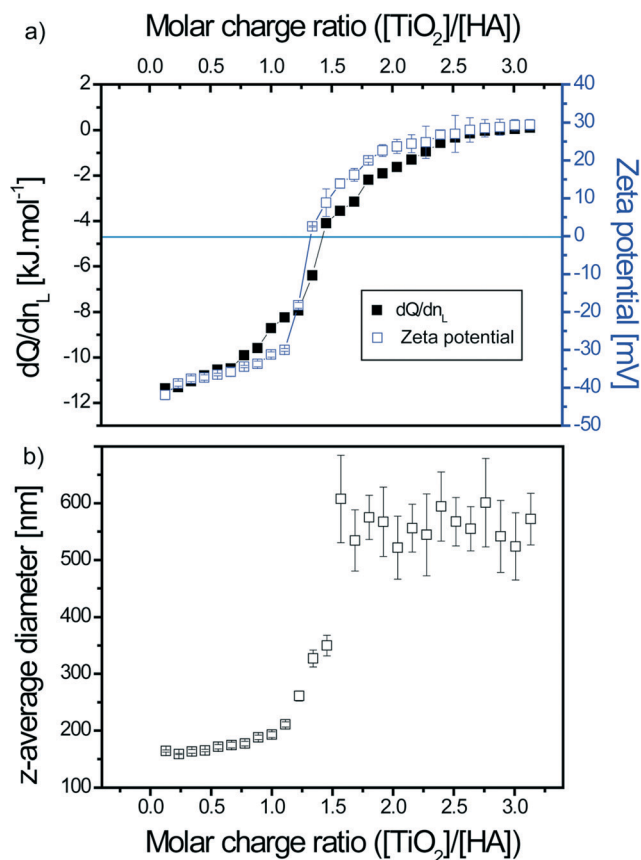 a)
Molar charge ratio ([TiO₂]/[HA])
0.0 0.5 1.0 1.5 2.0 2.5 3.0
2
0
-2
-4
-6
-8
-10
-12
dQ/dn_L [kJ.mol⁻¹]
40
30
20
10
0
-10
-20
-30
-40
-50
Zeta potential [mV]
dQ/dn_L
Zeta potential
b)
600
500
400
300
200
100
z-average diameter [nm]
0.0 0.5 1.0 1.5 2.0 2.5 3.0
Molar charge ratio ([TiO₂]/[HA])